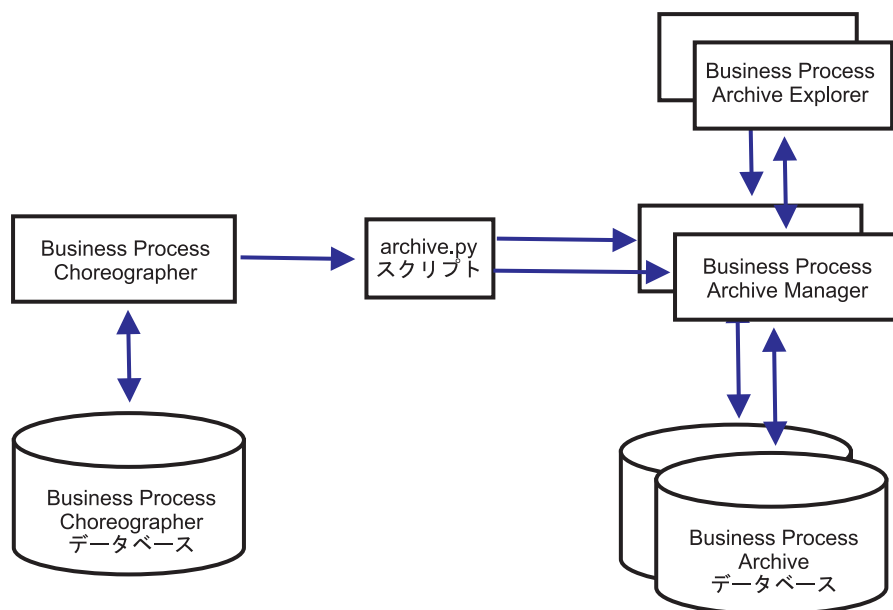 Business Process
Archive Explorer
Business Process
Choreographer
archive.py
スクリプト
Business Process
Archive Manager
Business Process
Choreographer
データベース
Business Process
Archive
データベース